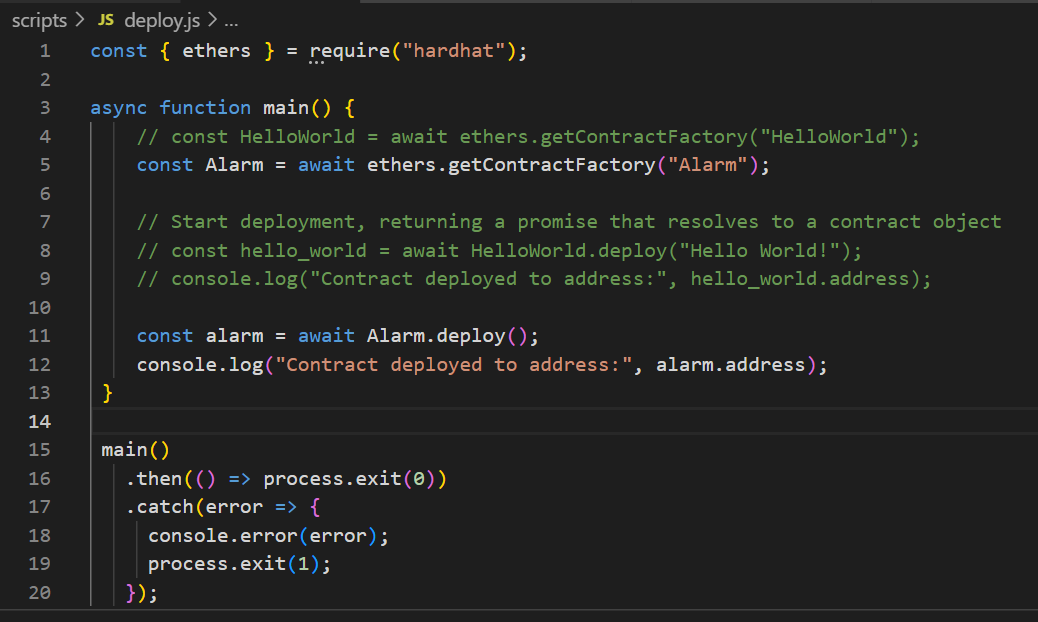 scripts > JS deploy.js > ...
1 const { ethers } = require("hardhat");
2
3 async function main() {
4 // const HelloWorld = await ethers.getContractFactory("HelloWorld");
5 const Alarm = await ethers.getContractFactory("Alarm");
6
7 // Start deployment, returning a promise that resolves to a contract object
8 // const hello_world = await HelloWorld.deploy("Hello World!");
9 // console.log("Contract deployed to address:", hello_world.address);
10
11 const alarm = await Alarm.deploy();
12 console.log("Contract deployed to address:", alarm.address);
13 }
14
15 main()
16 .then(() => process.exit(0))
17 .catch(error => {
18 console.error(error);
19 process.exit(1);
20 });